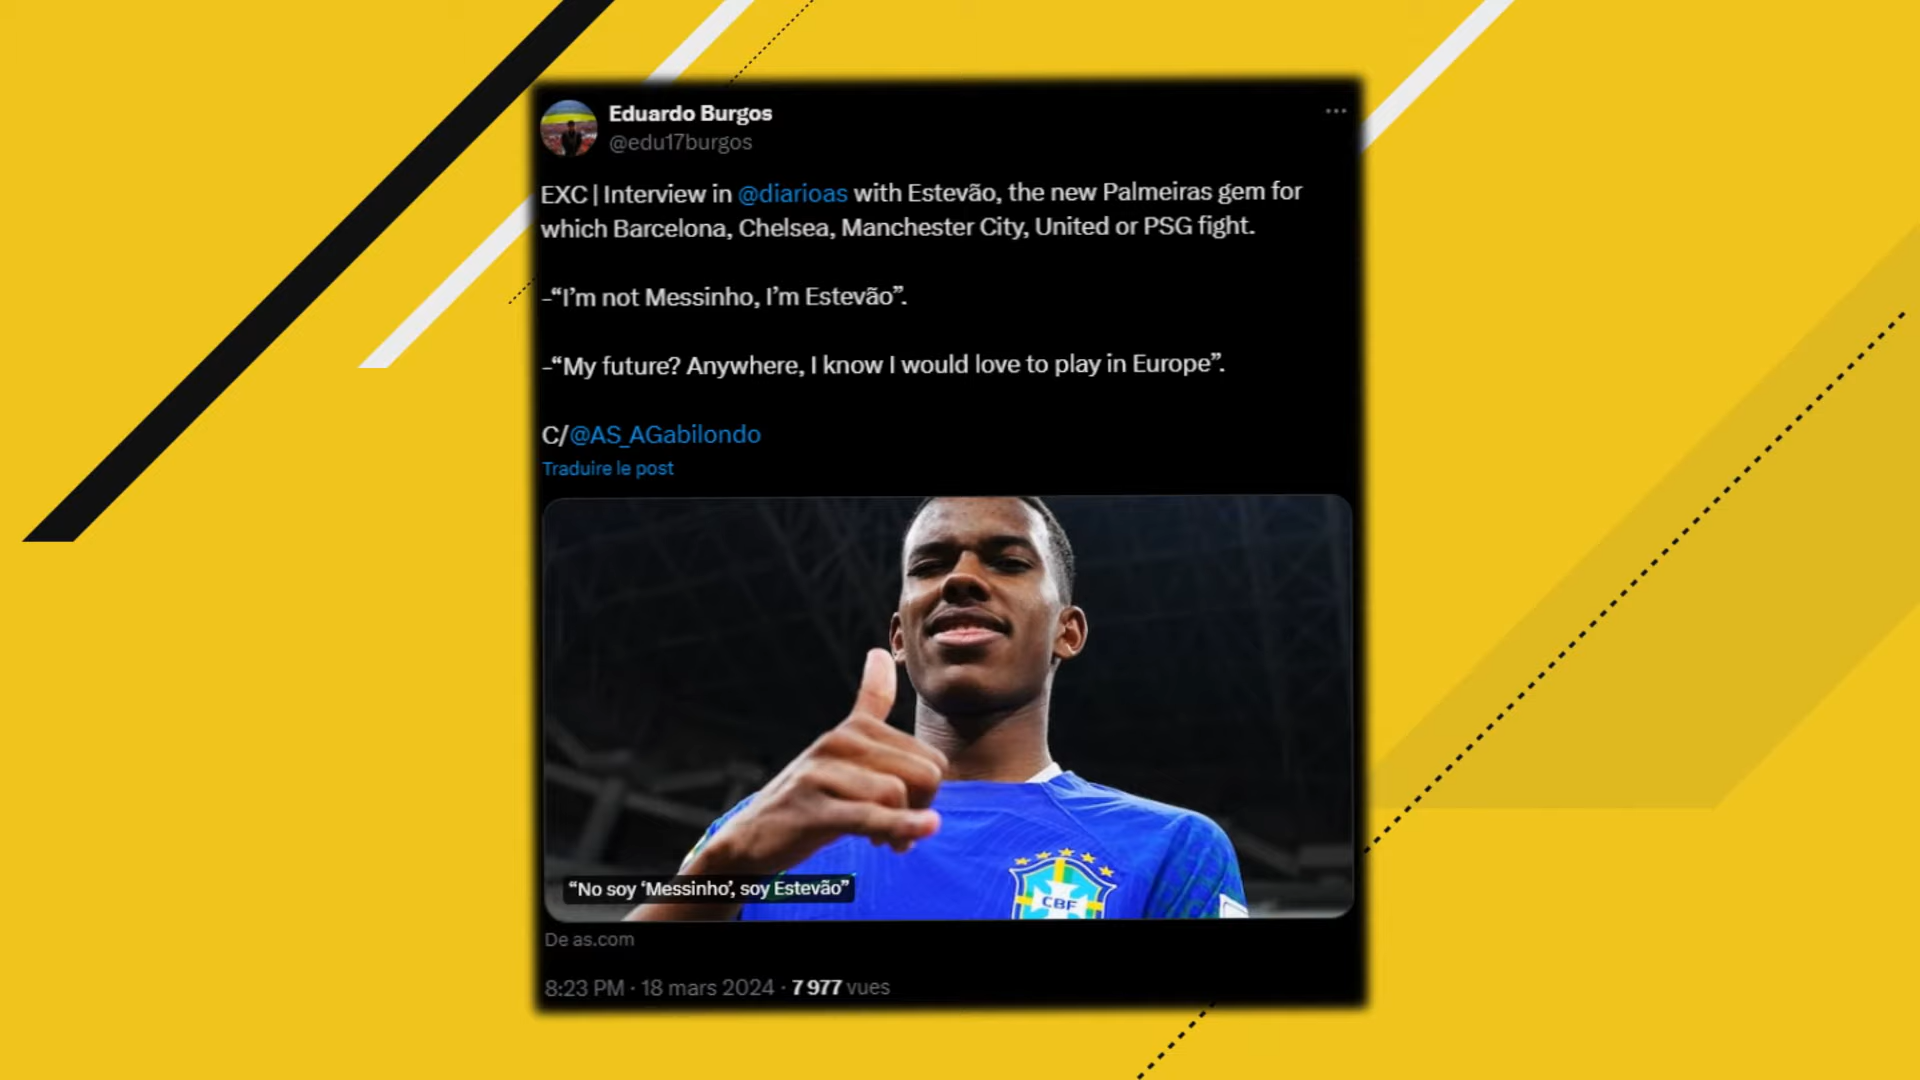 Eduardo Burgos
@edu17burgos
EXC | Interview in @diarioas with Estevão, the new Palmeiras gem for
which Barcelona, Chelsea, Manchester City, United or PSG fight.
-“I’m not Messinho, I’m Estevão”.
-“My future? Anywhere, I know I would love to play in Europe”.
C/@AS_AGabilondo
Traduire le post
CBF
“No soy ‘Messinho’, soy Estevão”
De as.com
8:23 PM · 18 mars 2024 · 7 977 vues